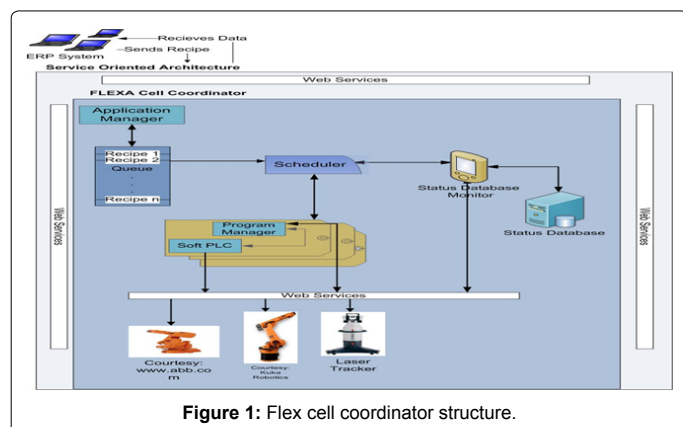 Recieves Data
Sends Recipe
ERP System
Service Oriented Architecture
Web Services
FLEXA Cell Coordinator
Application
Manager
Recipe 1
Recipe 2
Queue
.
.
Recipe n
Scheduler
Status Database
Monitor
Status Database
Program
Manager
Soft PLC
Web Services
Web Services
Web Services
Courtesy:
www.abb.co
m
Courtesy:
Kuka
Robotics
Laser
Tracker
Figure 1: Flex cell coordinator structure.